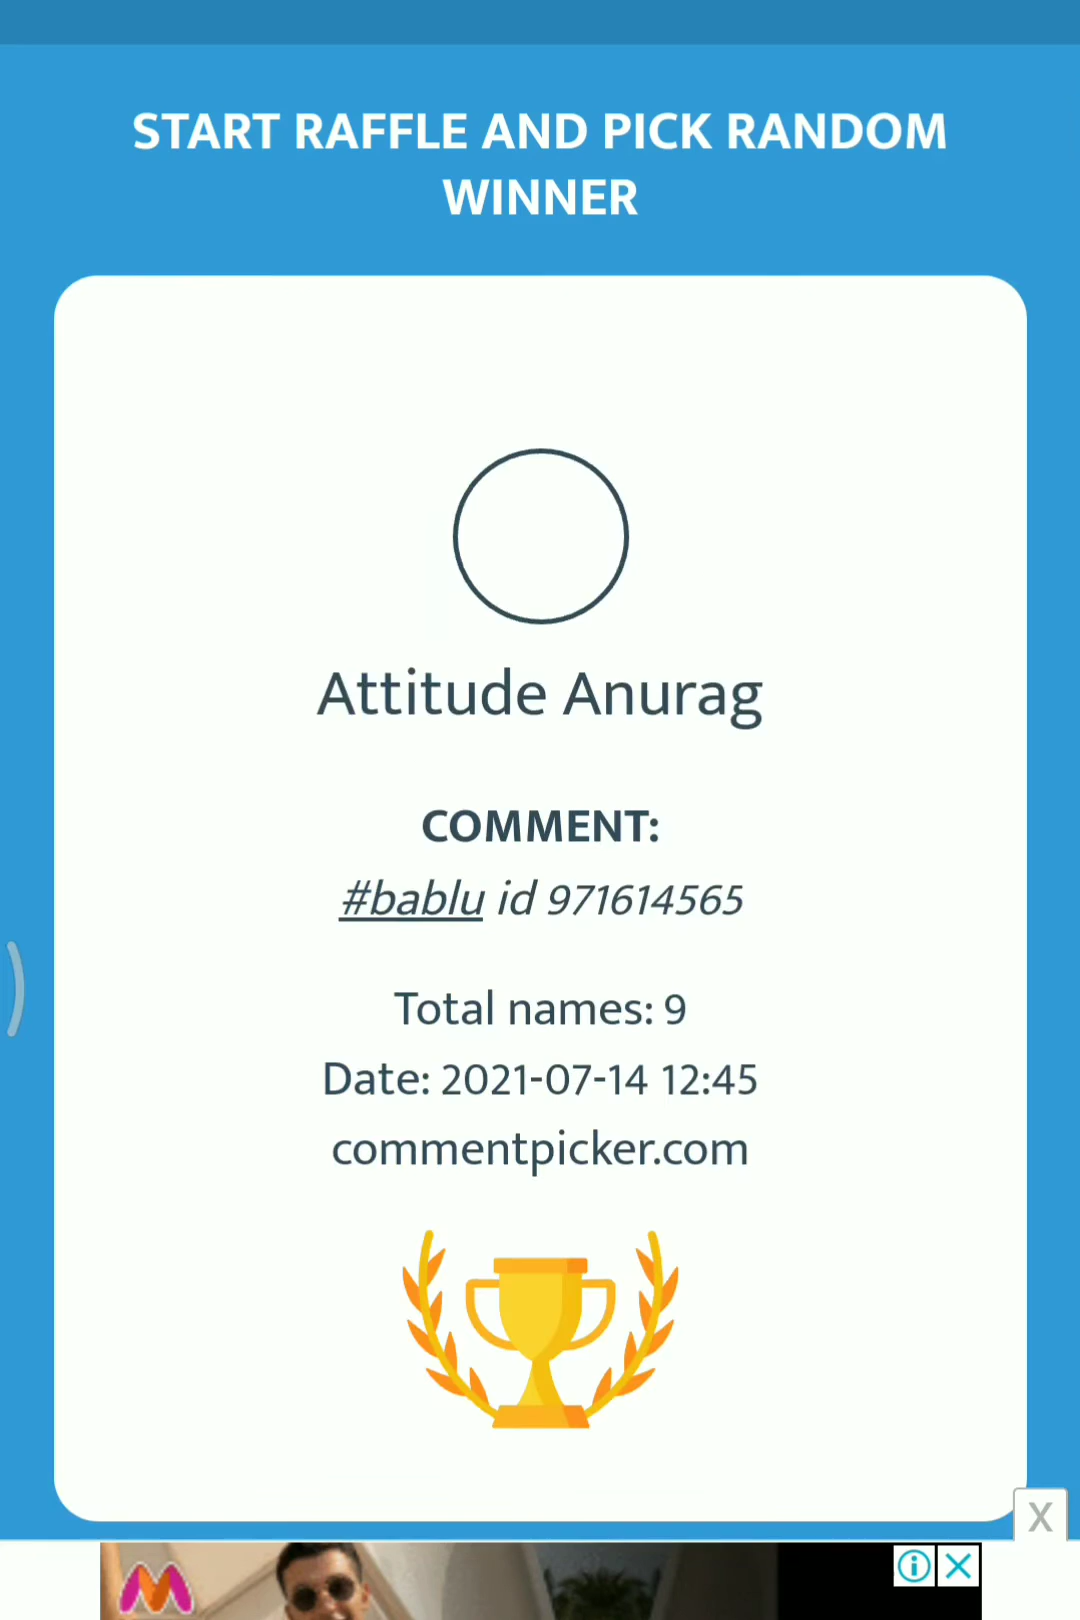 START RAFFLE AND PICK RANDOM
WINNER
Attitude Anurag
COMMENT:
#bablu id 971614565
Total names: 9
Date: 2021-07-14 12:45
commentpicker.com
X